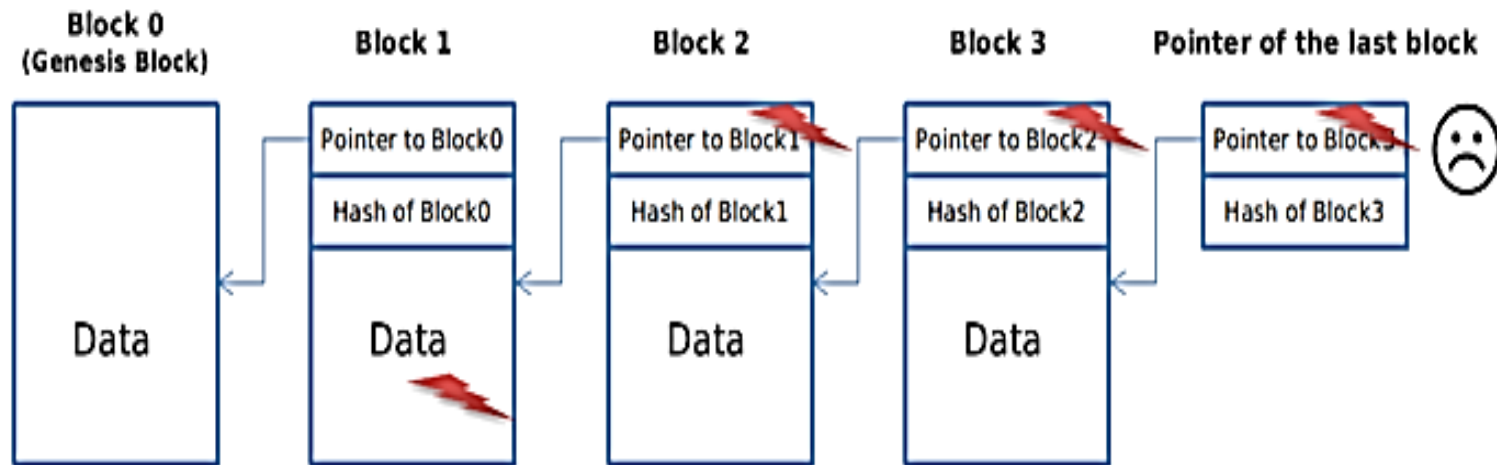 Block 0
(Genesis Block)
Block 1
Block 2
Block 3
Pointer of the last block
Pointer to Block0
Pointer to Block1
Pointer to Block2
Pointer to Block3
Hash of Block0
Hash of Block1
Hash of Block2
Hash of Block3
Data
Data
Data
Data